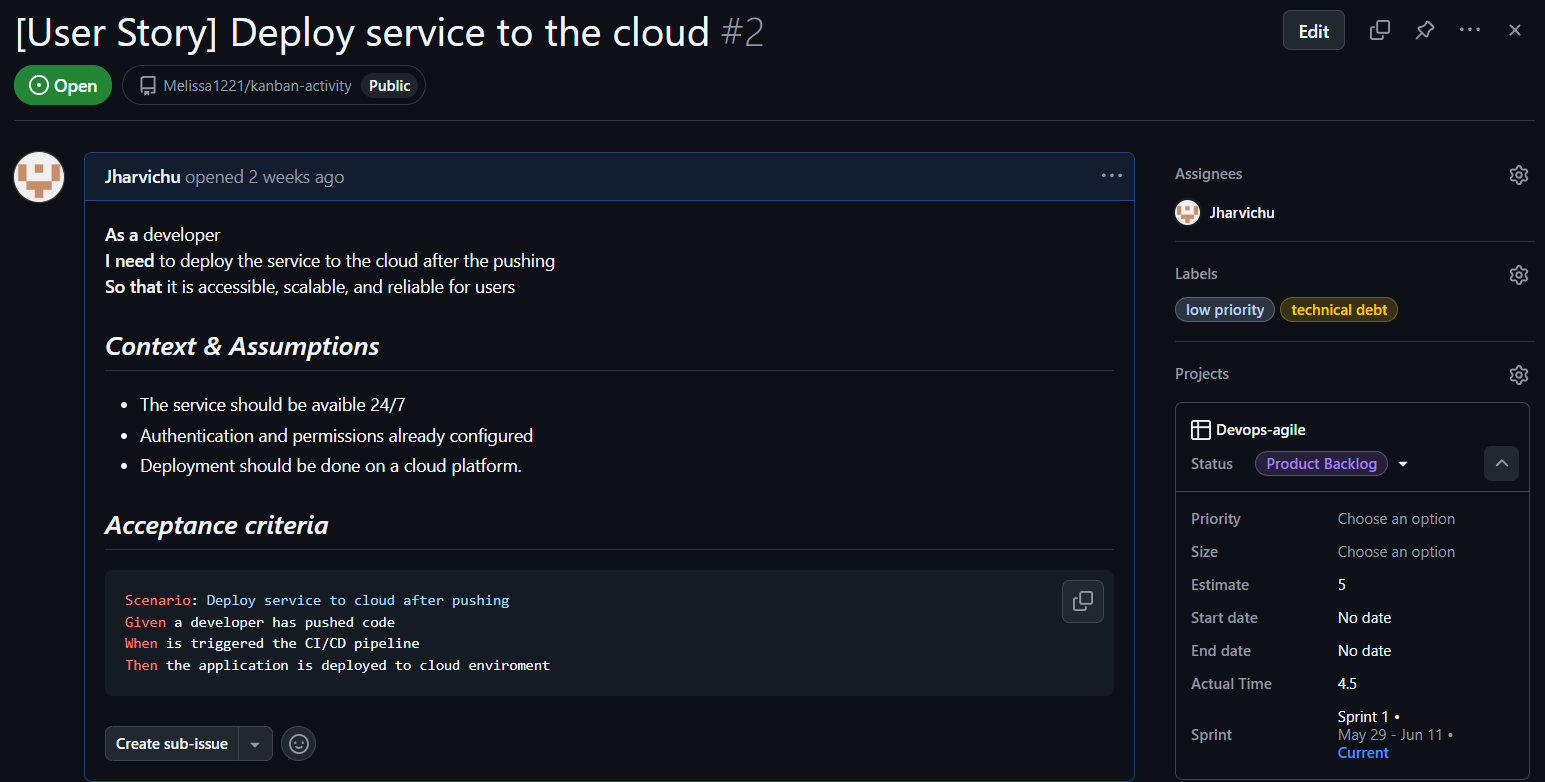 [User Story] Deploy service to the cloud #2
Edit
Open
Melissa1221/kanban-activity
Public
Jharvichu opened 2 weeks ago
As a developer
I need to deploy the service to the cloud after the pushing
So that it is accessible, scalable, and reliable for users
Context & Assumptions
The service should be avaible 24/7
Authentication and permissions already configured
Deployment should be done on a cloud platform.
Acceptance criteria
Scenario: Deploy service to cloud after pushing
Given a developer has pushed code
When is triggered the CI/CD pipeline
Then the application is deployed to cloud enviroment
Create sub-issue
Assignees
Jharvichu
Labels
low priority
technical debt
Projects
Devops-agile
Status Product Backlog
Priority Choose an option
Size Choose an option
Estimate 5
Start date No date
End date No date
Actual Time 4.5
Sprint Sprint 1 •
May 29 - Jun 11 •
Current